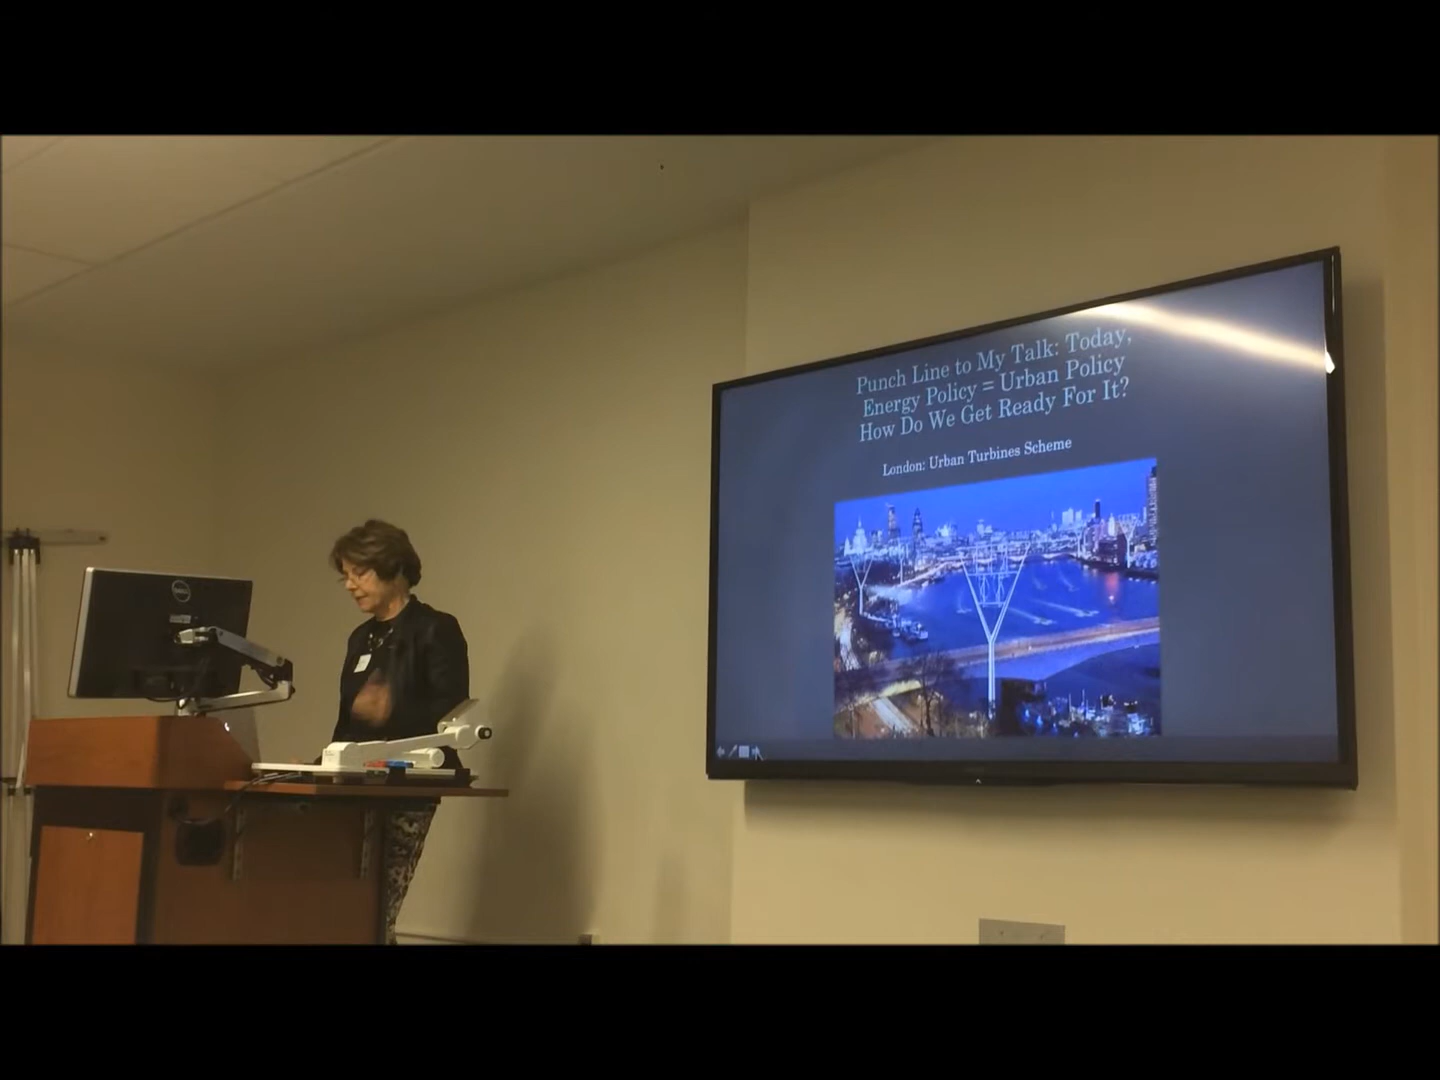 Punch Line to My Talk: Today,
Energy Policy = Urban Policy
How Do We Get Ready For It?
London: Urban Turbines Scheme
DELL